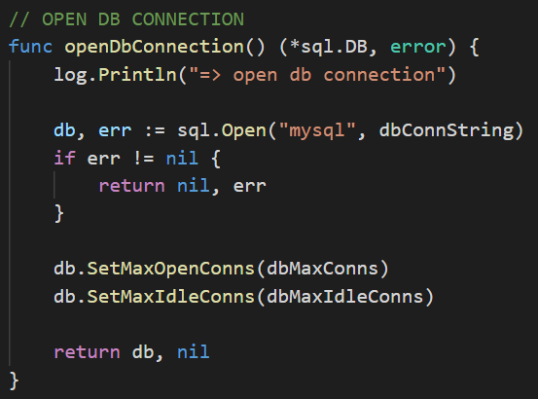 // OPEN DB CONNECTION
func openDbConnection() (*sql.DB, error) {
    log.Println("=> open db connection")

    db, err := sql.Open("mysql", dbConnString)
    if err != nil {
        return nil, err
    }

    db.SetMaxOpenConns(dbMaxConns)
    db.SetMaxIdleConns(dbMaxIdleConns)

    return db, nil
}